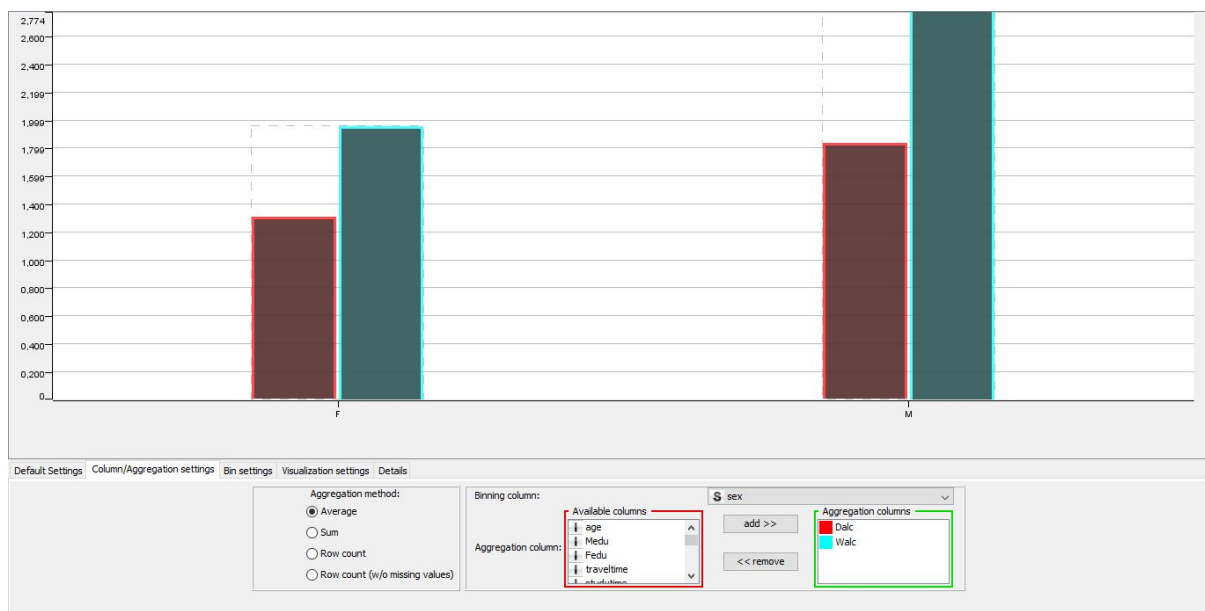 2,774
2,600
2,400
2,199
1,999
1,799
1,599
1,400
1,200
1,000
0,800
0,600
0,400
0,200
0
F M
Default Settings Column/Aggregation settings Bin settings Visualization settings Details
Aggregation method:
Average
Sum
Row count
Row count (w/o missing values)
Binning column:
S sex
Aggregation column:
Available columns
I age
I Medu
I Fedu
I traveltime
add >>
<< remove
Aggregation columns
Dalc
Walc